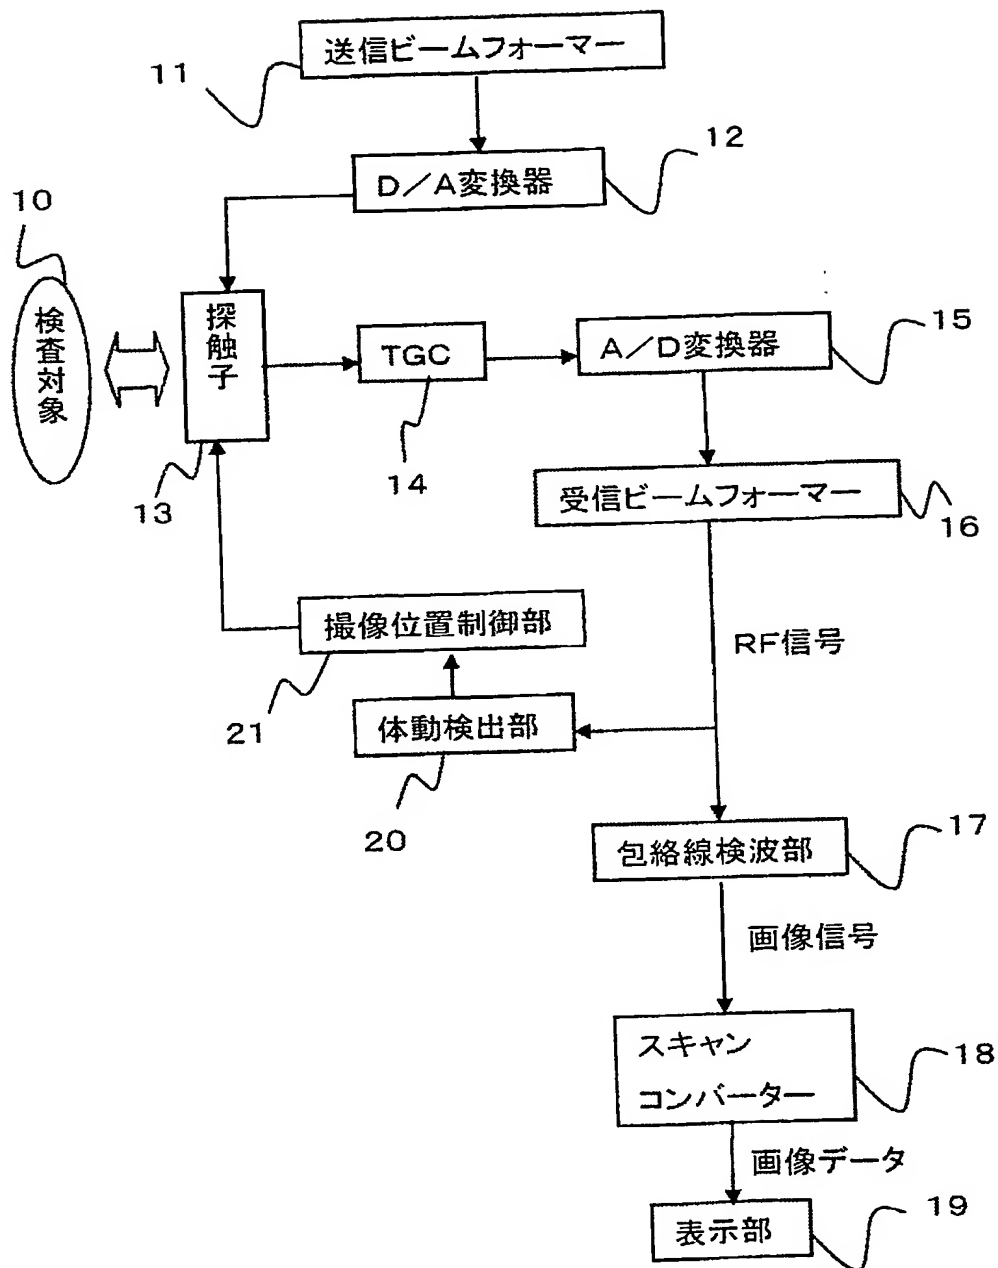 送信ビームフォーマー
11
D/A変換器
12
10
検査対象
探触子
13
TGC
14
A/D変換器
15
受信ビームフォーマー
16
撮像位置制御部
21
RF信号
体動検出部
20
包絡線検波部
17
画像信号
スキャン
コンバーター
18
画像データ
表示部
19